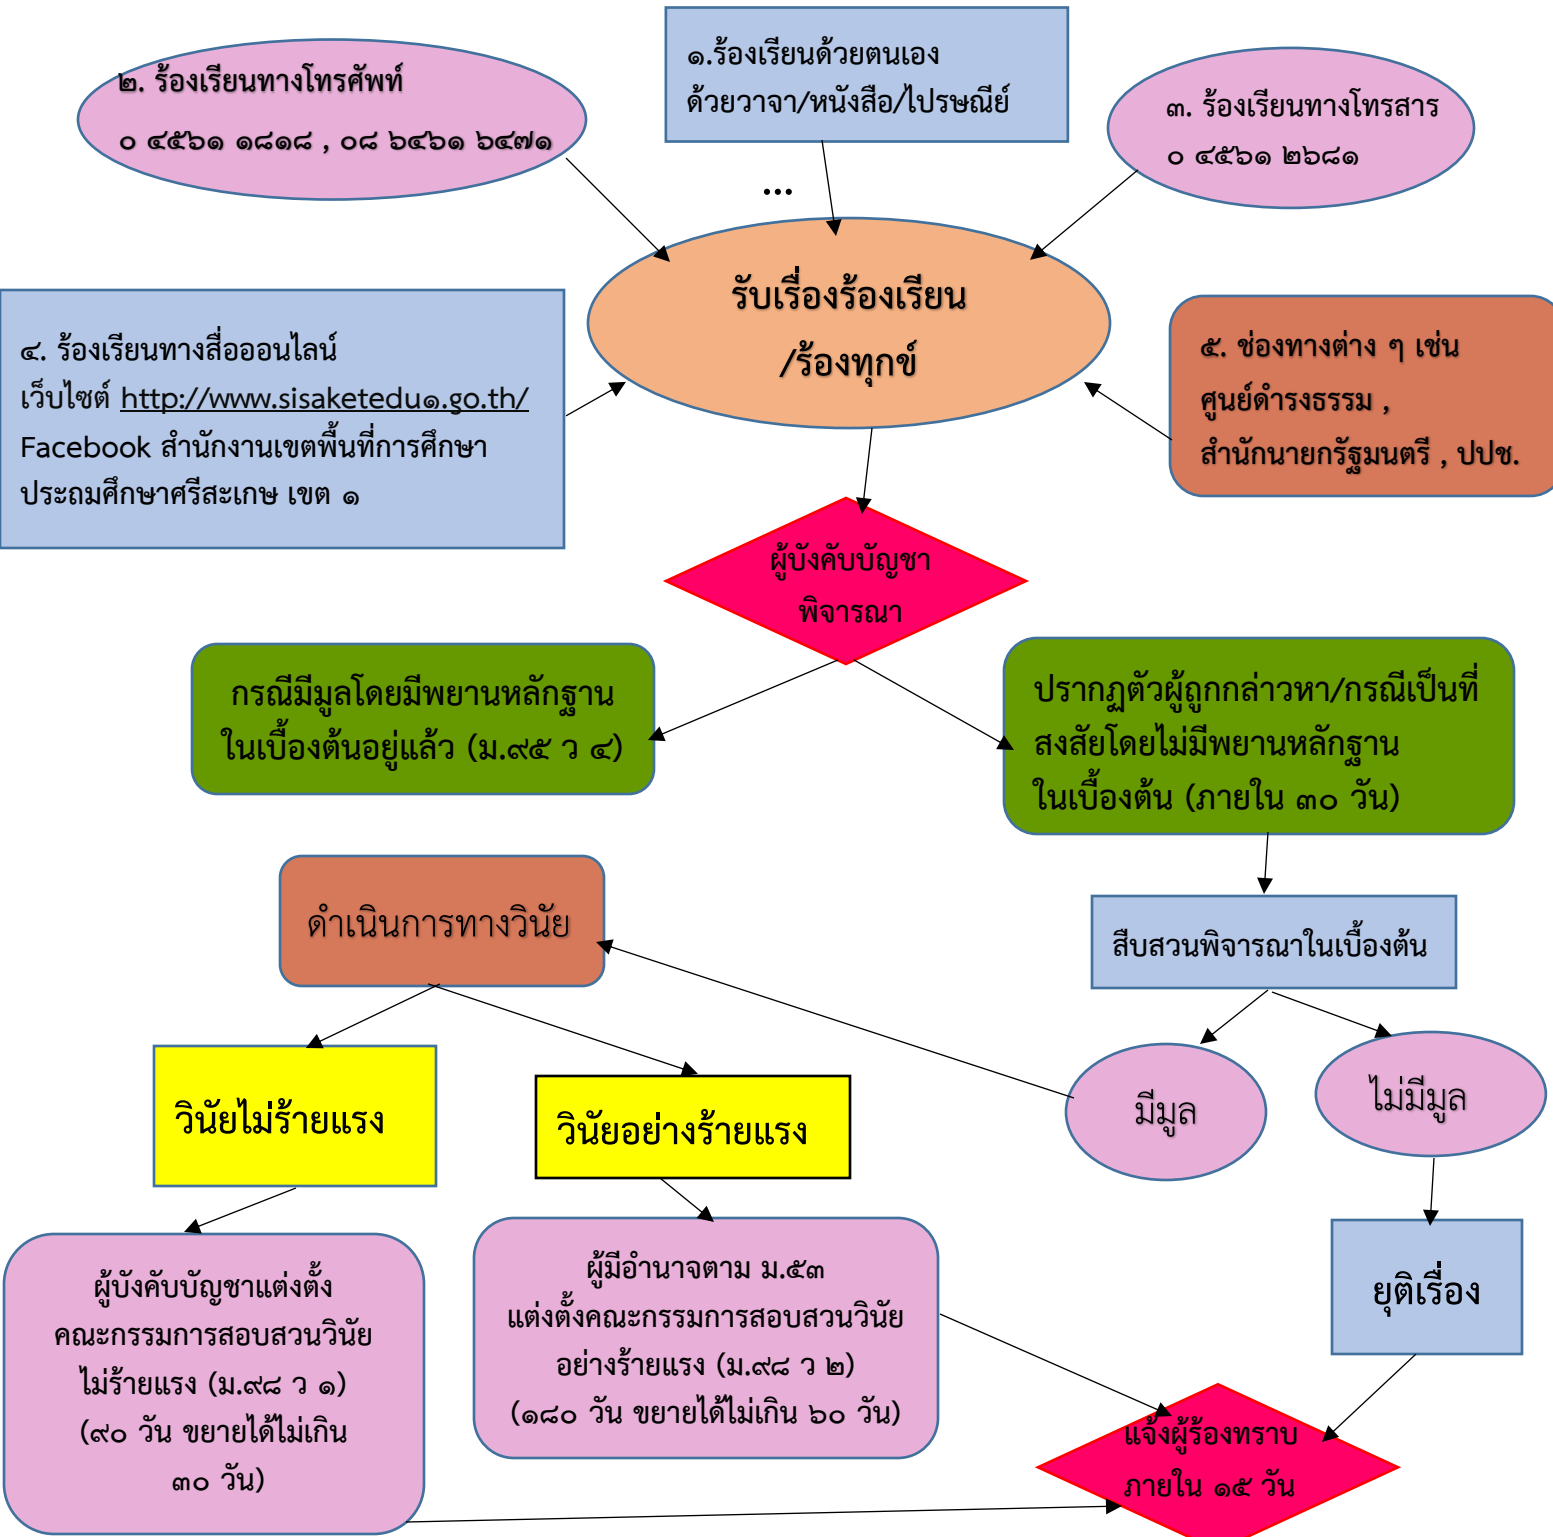 ๑.ร้องเรียนด้วยตนเอง
ด้วยวาจา/หนังสือ/ไปรษณีย์
๒. ร้องเรียนทางโทรศัพท์
๐ ๔๕๖๑ ๑๘๑๘ , ๐๘ ๖๔๖๑ ๖๔๗๑
๓. ร้องเรียนทางโทรสาร
๐ ๔๕๖๑ ๒๖๘๑
...
รับเรื่องร้องเรียน
/ร้องทุกข์
๔. ร้องเรียนทางสื่อออนไลน์
เว็บไซต์ http://www.sisaketedu๑.go.th/
Facebook สำนักงานเขตพื้นที่การศึกษา
ประถมศึกษาศรีสะเกษ เขต ๑
๕. ช่องทางต่าง ๆ เช่น
ศูนย์ดำรงธรรม ,
สำนักนายกรัฐมนตรี , ปปช.
ผู้บังคับบัญชา
พิจารณา
กรณีมีมูลโดยมีพยานหลักฐาน
ในเบื้องต้นอยู่แล้ว (ม.๙๕ ว ๔)
ปรากฏตัวผู้ถูกกล่าวหา/กรณีเป็นที่
สงสัยโดยไม่มีพยานหลักฐาน
ในเบื้องต้น (ภายใน ๓๐ วัน)
ดำเนินการทางวินัย
สืบสวนพิจารณาในเบื้องต้น
วินัยไม่ร้ายแรง
วินัยอย่างร้ายแรง
มีมูล
ไม่มีมูล
ผู้บังคับบัญชาแต่งตั้ง
คณะกรรมการสอบสวนวินัย
ไม่ร้ายแรง (ม.๙๘ ว ๑)
(๙๐ วัน ขยายได้ไม่เกิน
๓๐ วัน)
ผู้มีอำนาจตาม ม.๕๓
แต่งตั้งคณะกรรมการสอบสวนวินัย
อย่างร้ายแรง (ม.๙๘ ว ๒)
(๑๘๐ วัน ขยายได้ไม่เกิน ๖๐ วัน)
ยุติเรื่อง
แจ้งผู้ร้องทราบ
ภายใน ๑๕ วัน